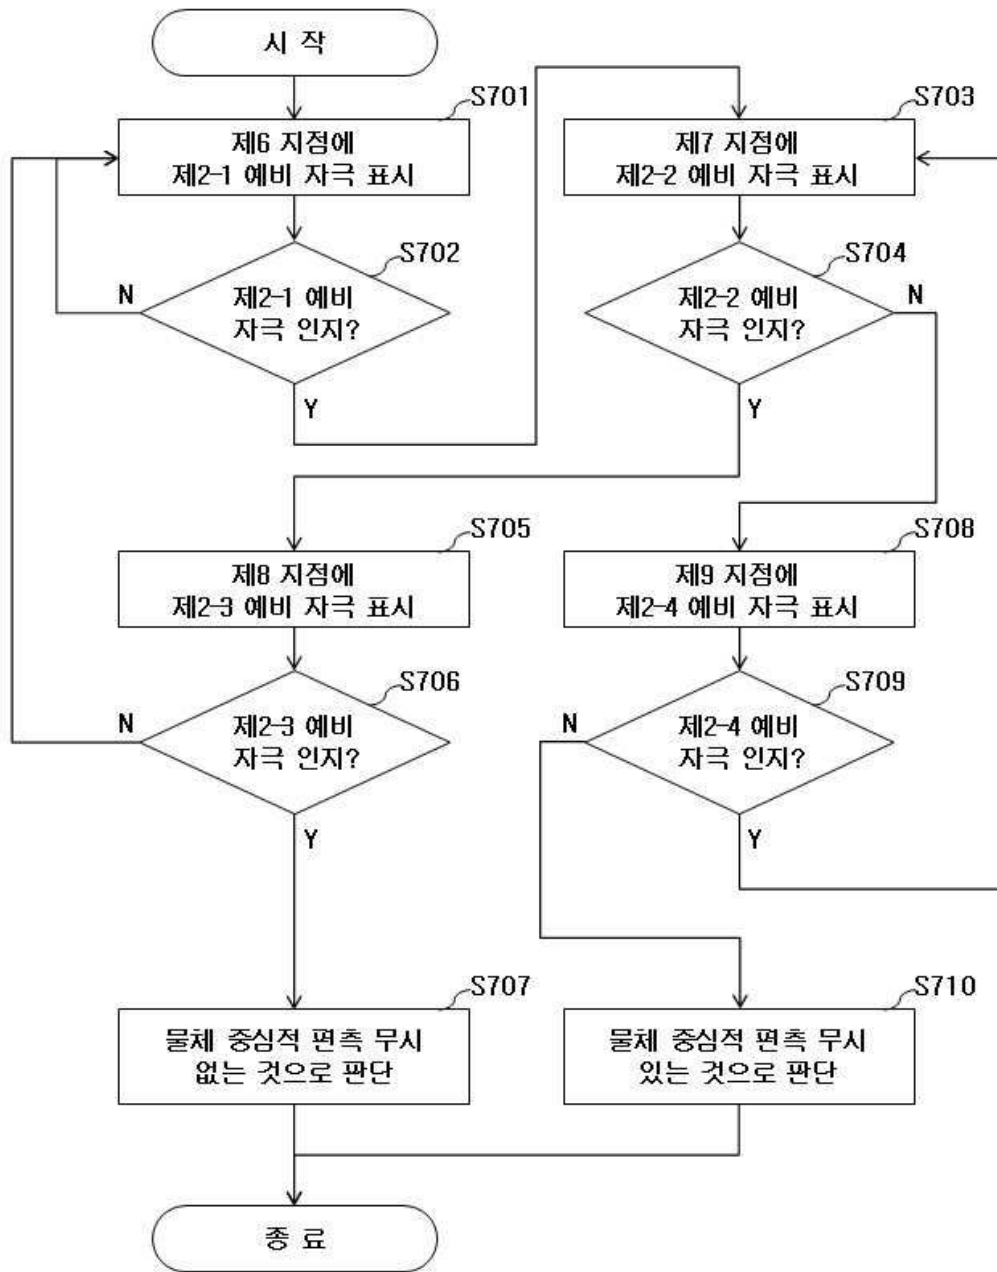 시 작
S701
제6 지점에
제2-1 예비 자극 표시
S702
제2-1 예비
자극 인지?
N
Y
S703
제7 지점에
제2-2 예비 자극 표시
S704
제2-2 예비
자극 인지?
N
Y
S705
제8 지점에
제2-3 예비 자극 표시
S706
제2-3 예비
자극 인지?
N
Y
S707
물체 중심적 편측 무시
없는 것으로 판단
S708
제9 지점에
제2-4 예비 자극 표시
S709
제2-4 예비
자극 인지?
N
Y
S710
물체 중심적 편측 무시
있는 것으로 판단
종 료